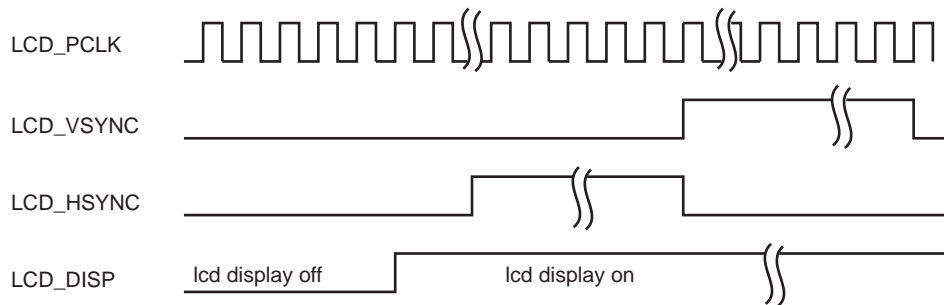 LCD_PCLK
LCD_VSYNC
LCD_HSYNC
LCD_DISP lcd display off lcd display on